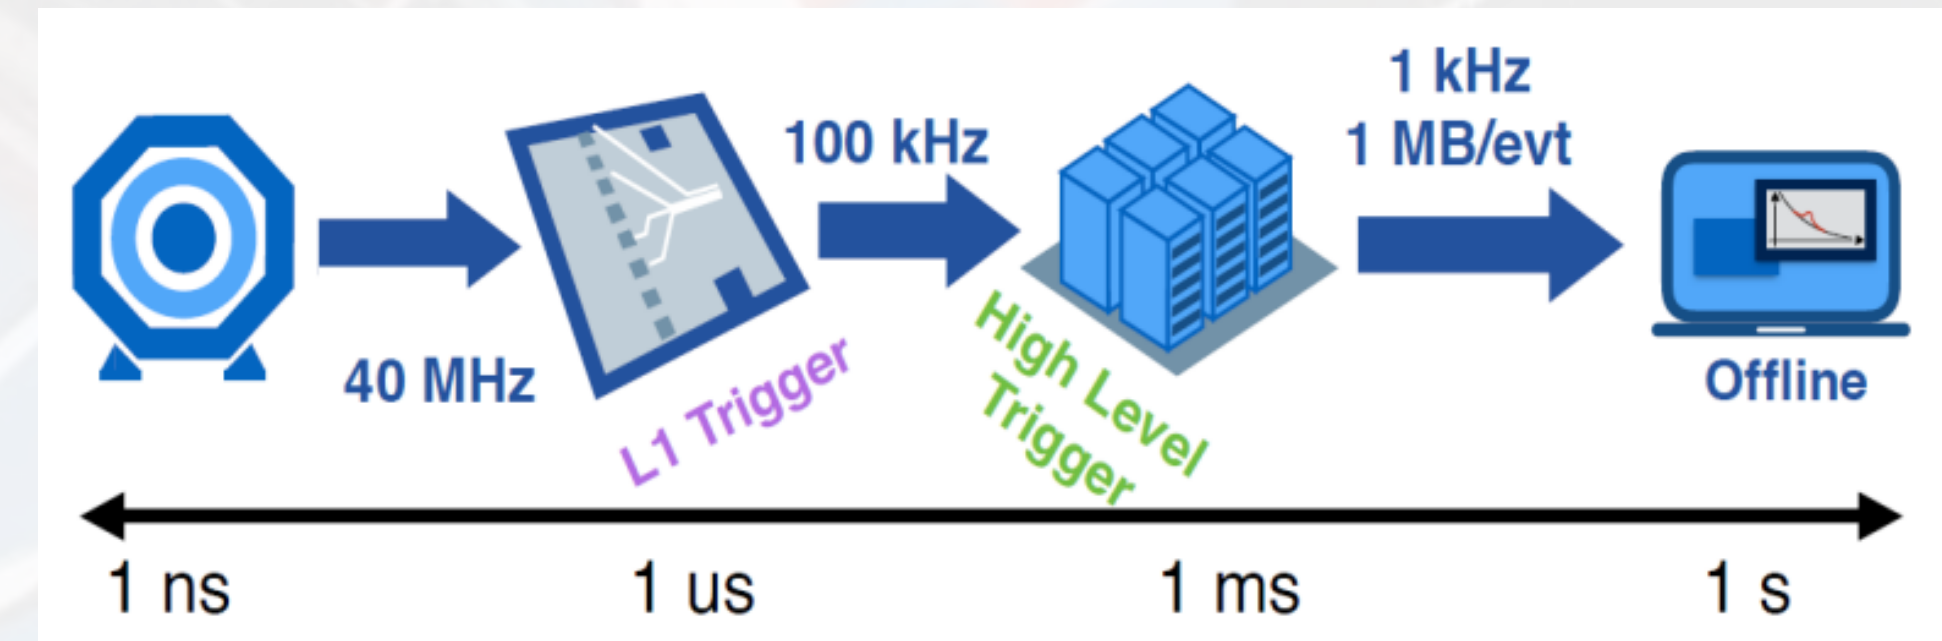 40 MHz
L1 Trigger
100 kHz
High Level
Trigger
1 kHz
1 MB/evt
Offline
1 ns
1 us
1 ms
1 s